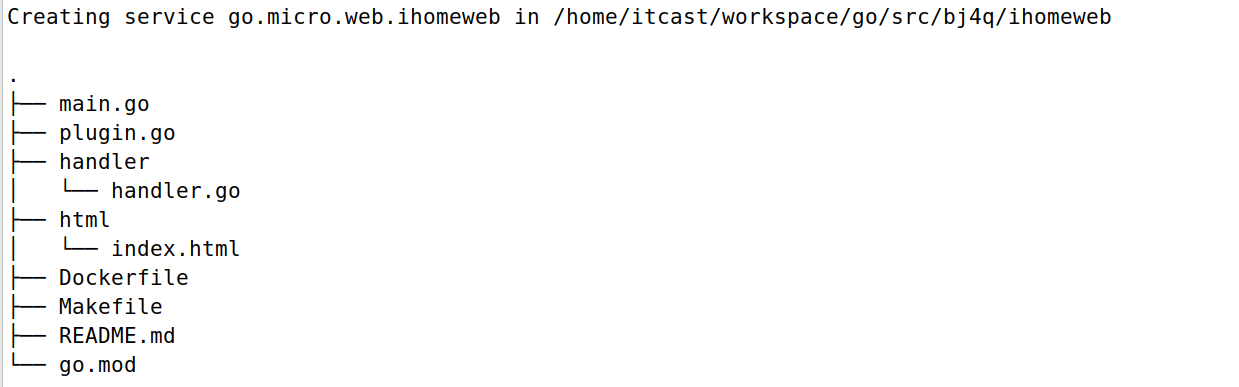 Creating service go.micro.web.ihomeweb in /home/itcast/workspace/go/src/bj4q/ihomeweb
.
├── main.go
├── plugin.go
├── handler
│   └── handler.go
├── html
│   └── index.html
├── Dockerfile
├── Makefile
├── README.md
└── go.mod